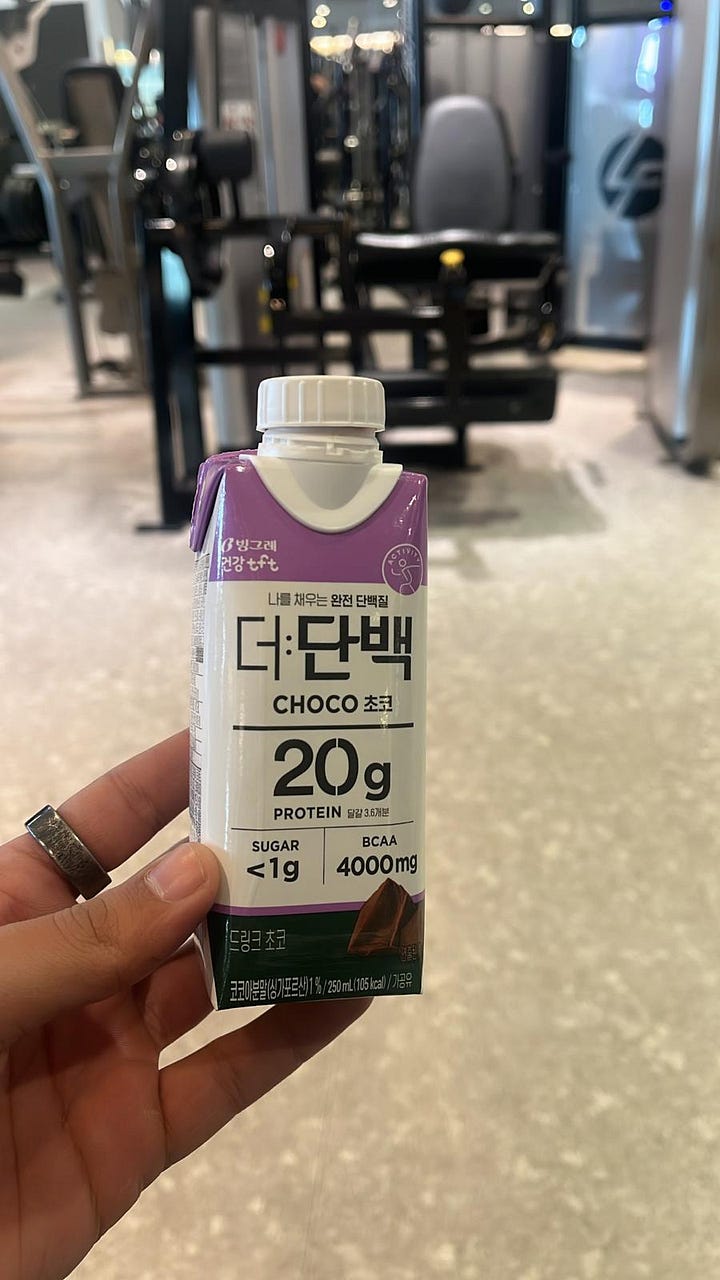 빙그레
건강 tft
ACTIVITY
나를 채우는 완전 단백질
더:단백
CHOCO 초코
20g
PROTEIN 달걀 3.6개분
SUGAR
<1g
BCAA
4000mg
드링크 초코
코코아분말(싱가포르산)1% / 250mL(105 kcal) / 가공유